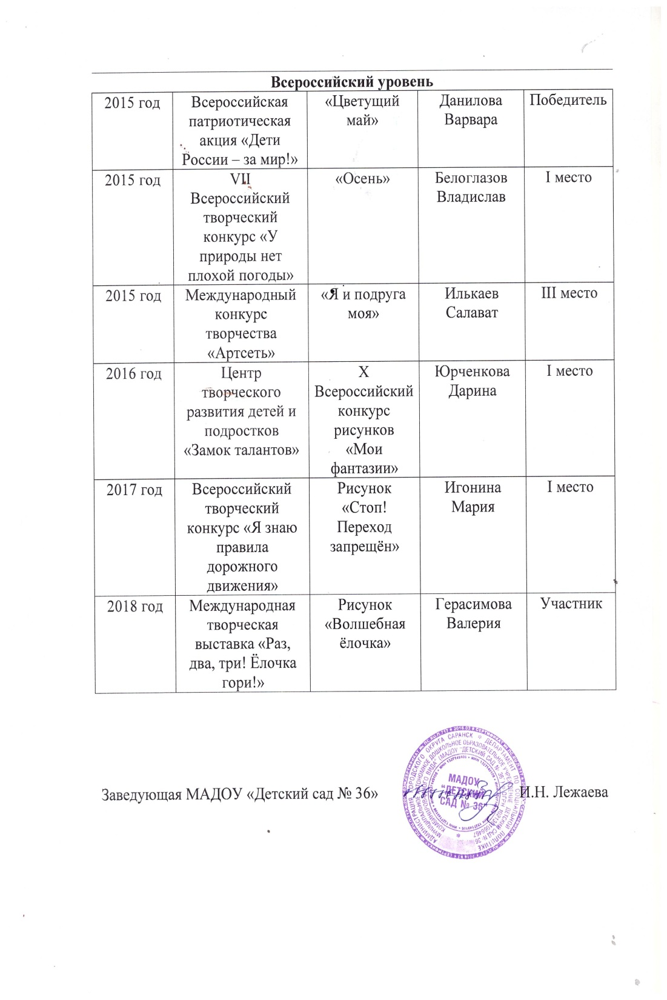 Всероссийский уровень
2015 год
Всероссийская
патриотическая
акция «Дети
России – за мир!»
«Цветущий
май»
Данилова
Варвара
Победитель
2015 год
VII
Всероссийский
творческий
конкурс «У
природы нет
плохой погоды»
«Осень»
Белоглазов
Владислав
I место
2015 год
Международный
конкурс
творчества
«Артсеть»
«Я и подруга
моя»
Илькаев
Салават
III место
2016 год
Центр
творческого
развития детей и
подростков
«Замок талантов»
X
Всероссийский
конкурс
рисунков
«Мои
фантазии»
Юрченкова
Дарина
I место
2017 год
Всероссийский
творческий
конкурс «Я знаю
правила
дорожного
движения»
Рисунок
«Стоп!
Переход
запрещён»
Игонина
Мария
I место
2018 год
Международная
творческая
выставка «Раз,
два, три! Ёлочка
гори!»
Рисунок
«Волшебная
ёлочка»
Герасимова
Валерия
Участник
Заведующая МАДОУ «Детский сад № 36»
И.Н. Лежаева
МАДОУ
"ДЕТСКИЙ
САД № 36"